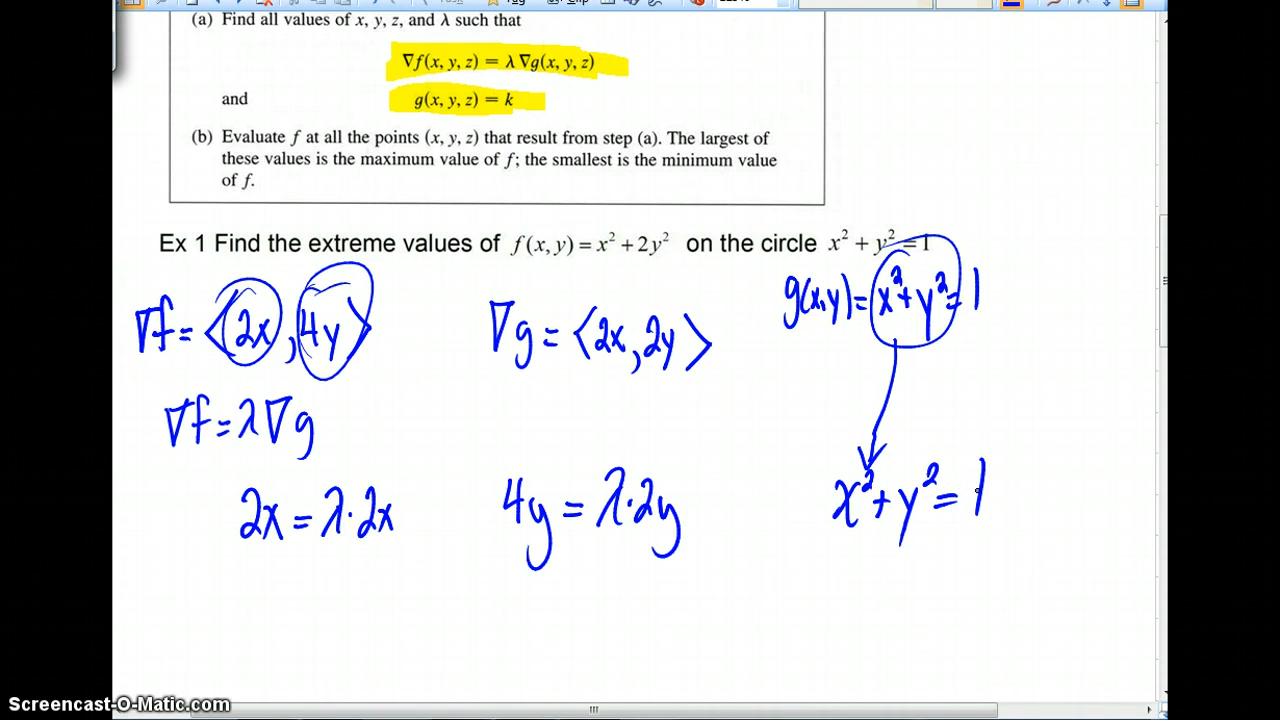 (a) Find all values of x, y, z, and λ such that
∇f(x, y, z) = λ ∇g(x, y, z)
and g(x, y, z) = k
(b) Evaluate f at all the points (x, y, z) that result from step (a). The largest of
these values is the maximum value of f; the smallest is the minimum value
of f.
Ex 1 Find the extreme values of f(x, y) = x² + 2y² on the circle x² + y² = 1
∇f = ⟨2x, 4y⟩ ∇g = ⟨2x, 2y⟩ g(x,y) = x² + y² = 1
∇f = λ∇g
2x = λ·2x 4y = λ·2y x² + y² = 1
Screencast-O-Matic.com